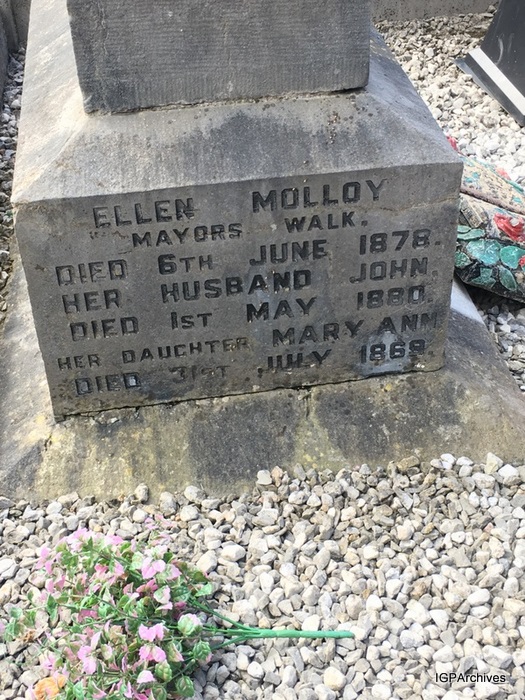 ELLEN MOLLOY
MAYORS WALK.
DIED 6TH JUNE 1878.
HER HUSBAND JOHN.
DIED 1ST MAY 1880.
HER DAUGHTER MARY ANN
DIED 31ST JULY 1869.
IGPArchives